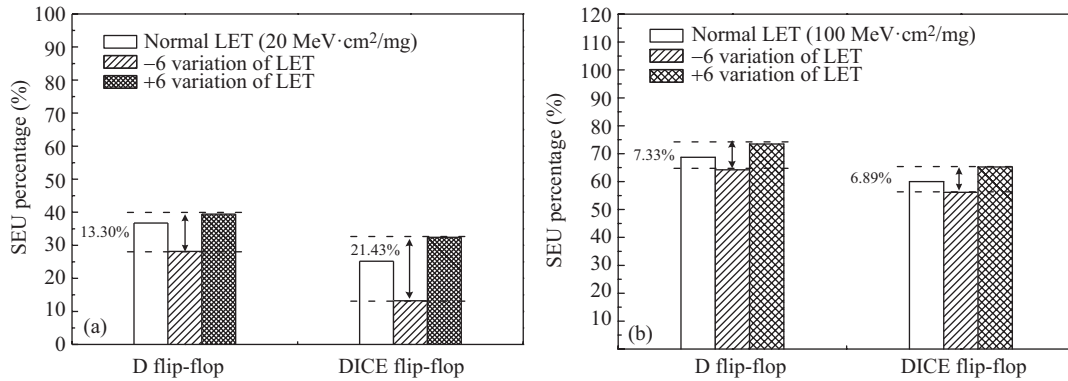 100
90
80
70
60
50
40
30
20
10
0
SEU percentage (%)
Normal LET (20 MeV·cm²/mg)
−6 variation of LET
+6 variation of LET
13.30%
21.43%
(a)
D flip-flop
DICE flip-flop
120
110
100
90
80
70
60
50
40
30
20
10
SEU percentage (%)
Normal LET (100 MeV·cm²/mg)
−6 variation of LET
+6 variation of LET
7.33%
6.89%
(b)
D flip-flop
DICE flip-flop